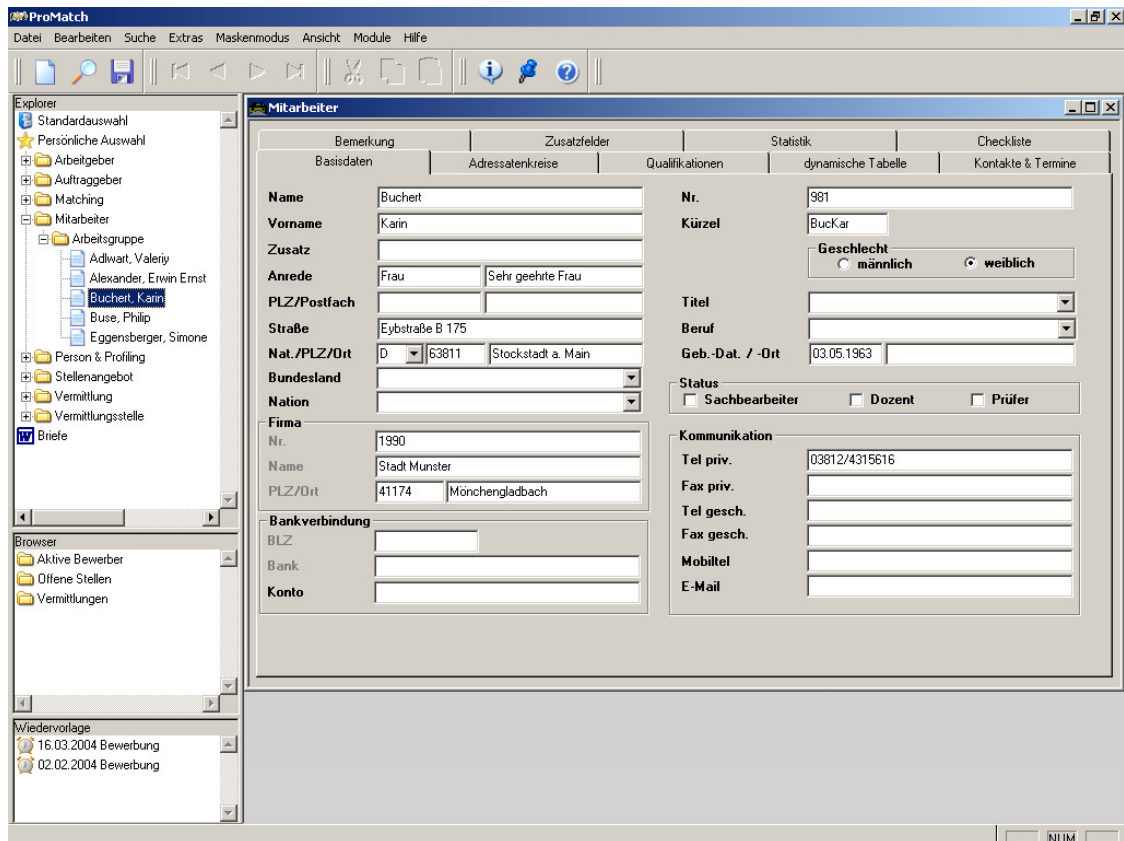 ProMatch
Datei Bearbeiten Suche Extras Maskenmodus Ansicht Module Hilfe
Explorer
Standardauswahl
Persönliche Auswahl
Arbeitgeber
Auftraggeber
Matching
Mitarbeiter
Arbeitsgruppe
Adlwart, Valeriy
Alexander, Erwin Ernst
Buchert, Karin
Buse, Philip
Eggensberger, Simone
Person & Profiling
Stellenangebot
Vermittlung
Vermittlungsstelle
Briefe
Browser
Aktive Bewerber
Offene Stellen
Vermittlungen
Wiedervorlage
16.03.2004 Bewerbung
02.02.2004 Bewerbung
Mitarbeiter
Bemerkung Zusatzfelder Statistik Checkliste
Basisdaten Adressatenkreise Qualifikationen dynamische Tabelle Kontakte & Termine
Name Buchert
Vorname Karin
Zusatz
Anrede Frau Sehr geehrte Frau
PLZ/Postfach
Straße Eybstraße B 175
Nat./PLZ/Ort D 63811 Stockstadt a. Main
Bundesland
Nation
Firma
Nr. 1990
Name Stadt Munster
PLZ/Ort 41174 Mönchengladbach
Bankverbindung
BLZ
Bank
Konto
Nr. 981
Kürzel BucKar
Geschlecht
männlich weiblich
Titel
Beruf
Geb.-Dat. / -Ort 03.05.1963
Status
Sachbearbeiter Dozent Prüfer
Kommunikation
Tel priv. 03812/4315616
Fax priv.
Tel gesch.
Fax gesch.
Mobiltel
E-Mail
NUM